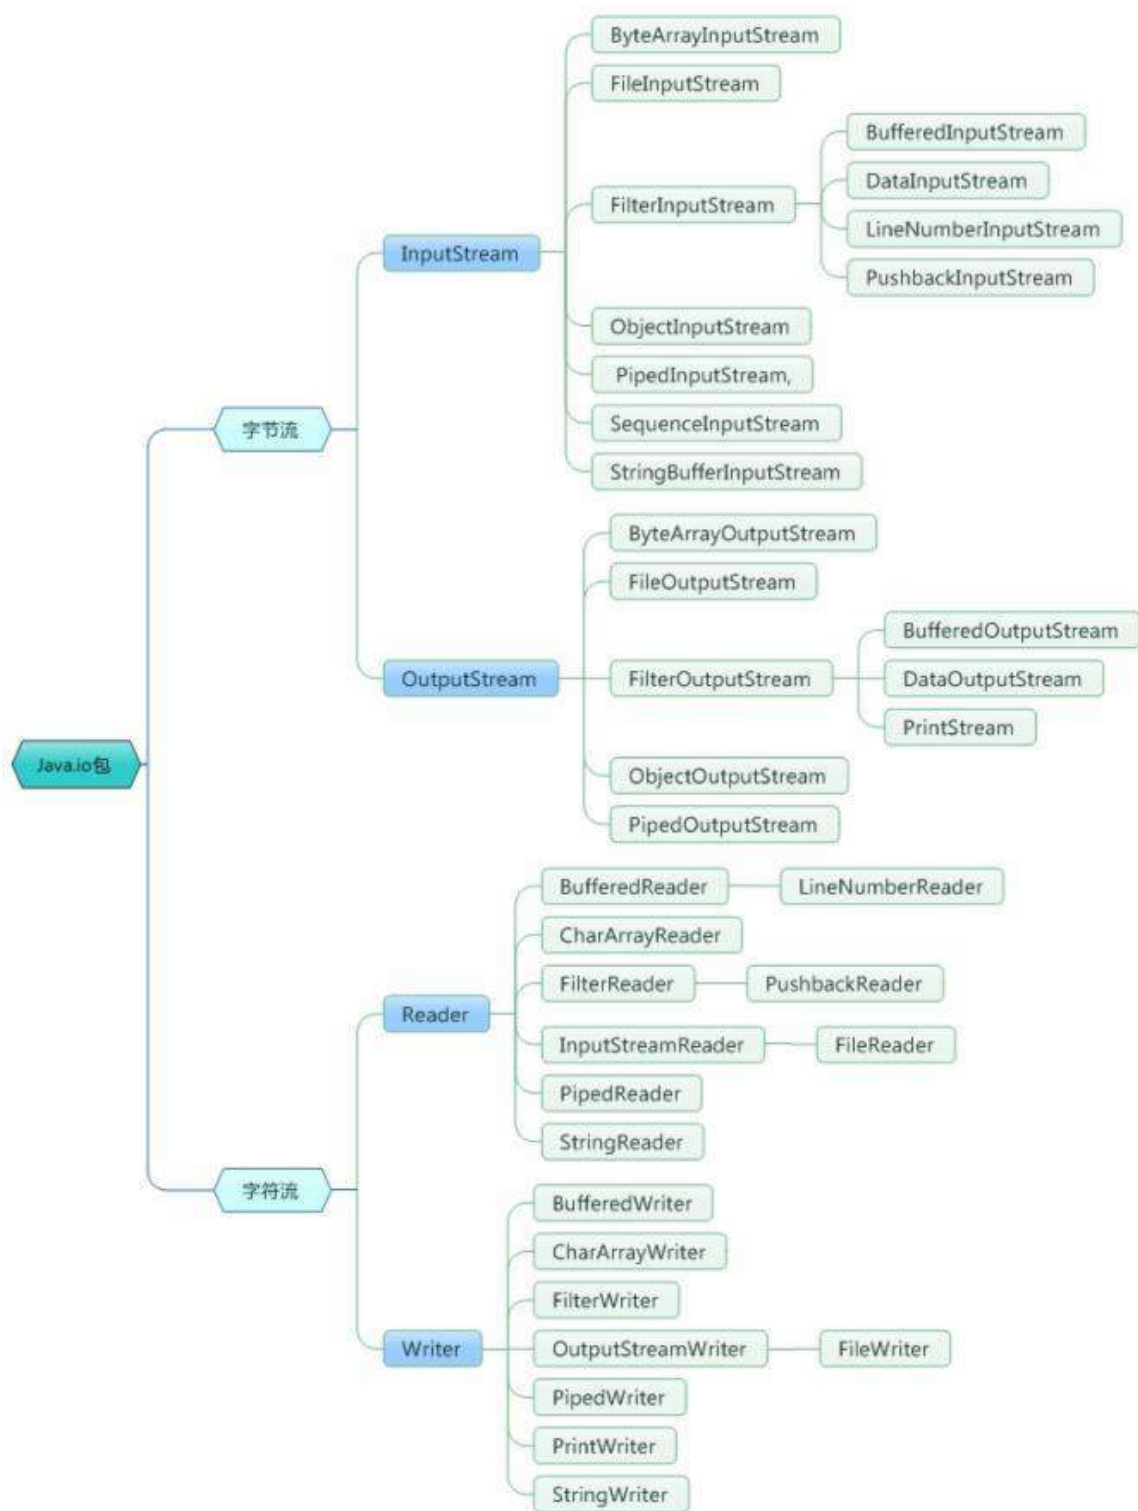 ByteArrayInputStream
FileInputStream
BufferedInputStream
DataInputStream
FilterInputStream
LineNumberInputStream
InputStream
PushbackInputStream
ObjectInputStream
PipedInputStream,
字节流
SequenceInputStream
StringBufferInputStream
ByteArrayOutputStream
FileOutputStream
BufferedOutputStream
OutputStream
FilterOutputStream
DataOutputStream
PrintStream
Java.io包
ObjectOutputStream
PipedOutputStream
BufferedReader
LineNumberReader
CharArrayReader
FilterReader
PushbackReader
Reader
InputStreamReader
FileReader
PipedReader
StringReader
字符流
BufferedWriter
CharArrayWriter
FilterWriter
Writer
OutputStreamWriter
FileWriter
PipedWriter
PrintWriter
StringWriter